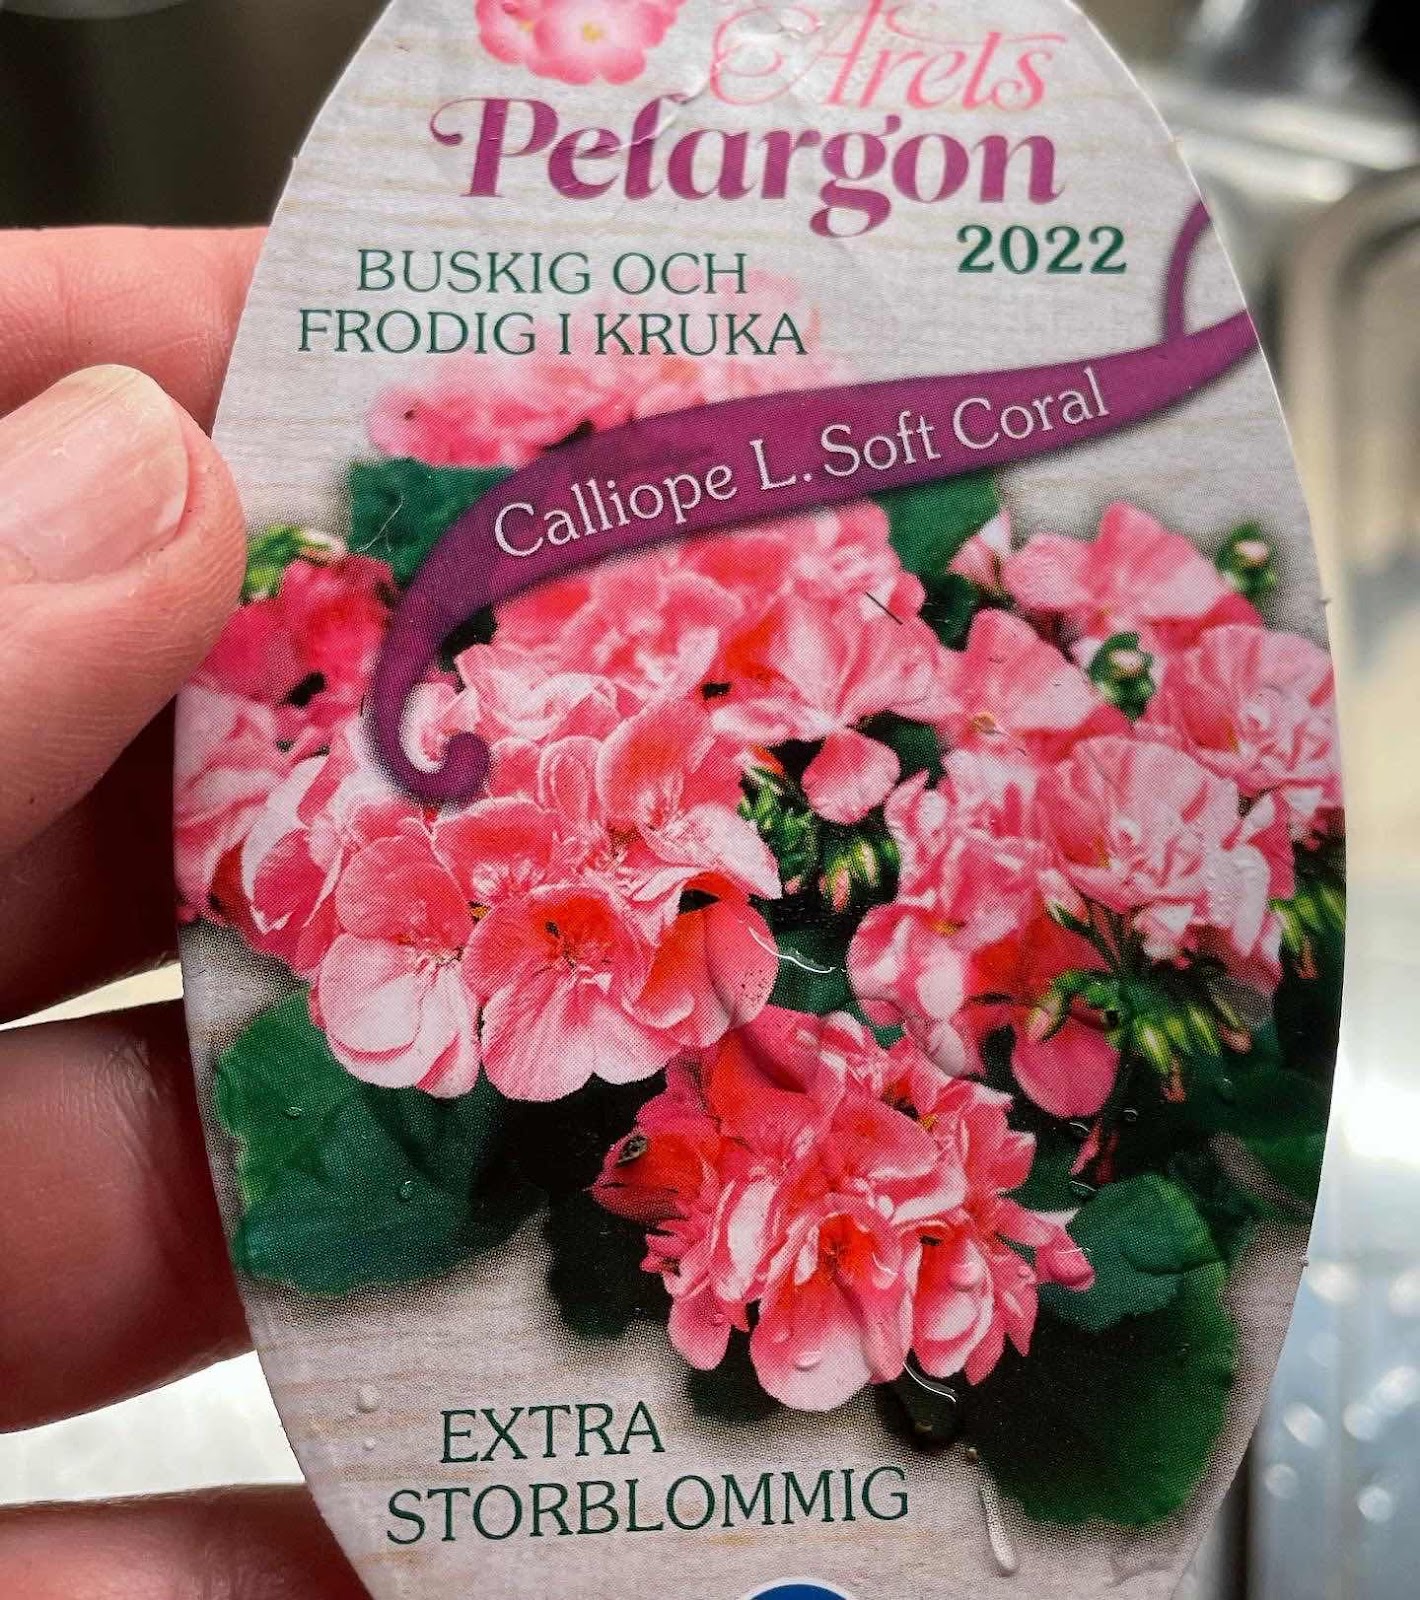 Årets
Pelargon
2022
BUSKIG OCH
FRODIG I KRUKA
Calliope L. Soft Coral
EXTRA
STORBLOMMIG